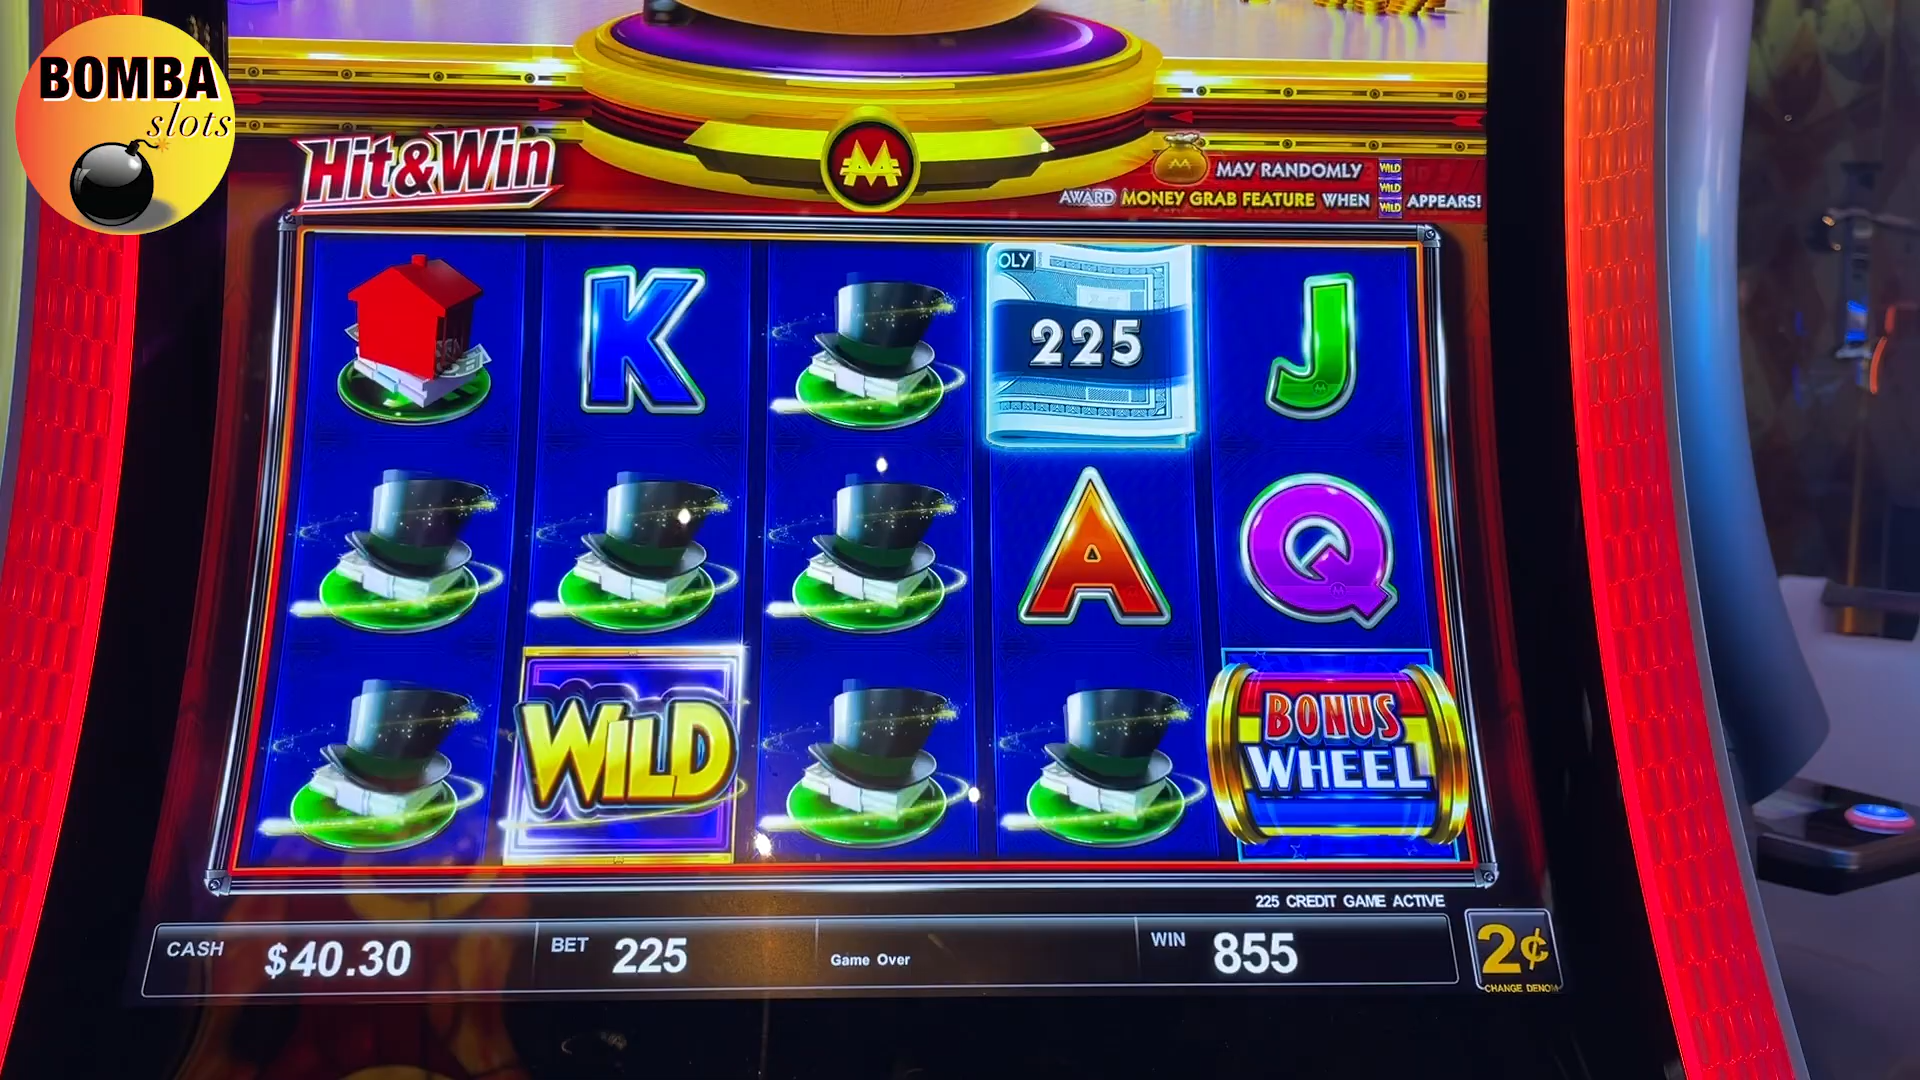 BOMBA
slots
Hit&Win
MAY RANDOMLY WILD
AWARD MONEY GRAB FEATURE WHEN WILD APPEARS!
WILD
K
OLY
225
J
A
Q
WILD
BONUS
WHEEL
225 CREDIT GAME ACTIVE
CASH $40.30 BET 225 Game Over WIN 855 2¢
CHANGE DENOM